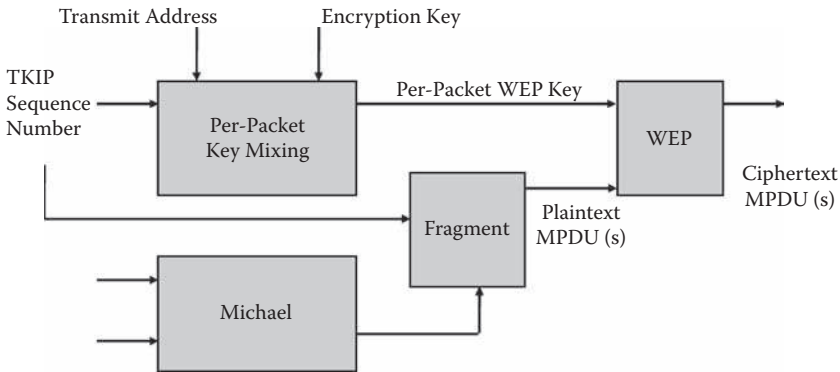 Transmit Address
Encryption Key
TKIP
Sequence
Number
Per-Packet
Key Mixing
Per-Packet WEP Key
WEP
Ciphertext
MPDU (s)
Fragment
Plaintext
MPDU (s)
Michael